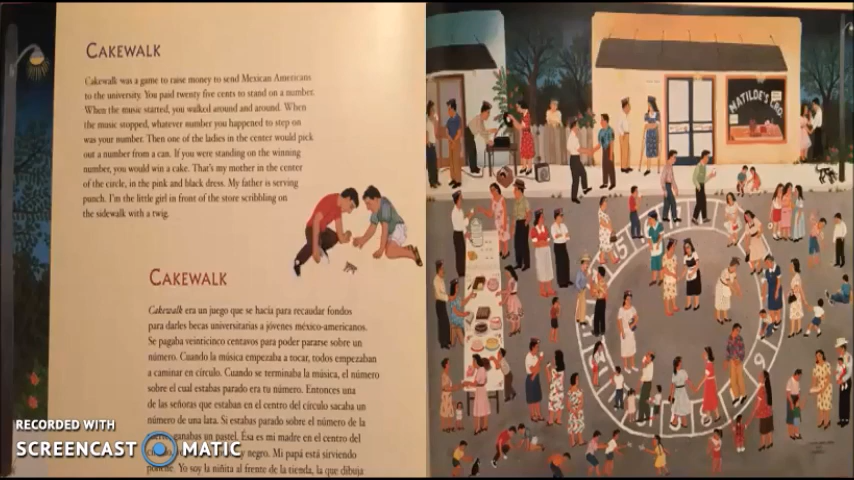 CAKEWALK
Cakewalk was a game to raise money to send Mexican Americans
to the university. You paid twenty five cents to stand on a number.
When the music started, you walked around and around. When
the music stopped, whatever number you happened to step on
was your number. Then one of the ladies in the center would pick
out a number from a can. If you were standing on the winning
number, you would win a cake. That's my mother in the center
of the circle, in the pink and black dress. My father is serving
punch. I'm the little girl in front of the store scribbling on
the sidewalk with a twig.
CAKEWALK
Cakewalk era un juego que se hacía para recaudar fondos
para darles becas universitarias a jóvenes méxico-americanos.
Se pagaba veinticinco centavos para poder pararse sobre un
número. Cuando la música empezaba a tocar, todos empezaban
a caminar en círculo. Cuando se terminaba la música, el número
sobre el cual estabas parado era tu número. Entonces una
de las señoras que estaban en el centro del círculo sacaba un
número de una lata. Si estabas parado sobre el número de la
ganabas un pastel. Ésa es mi madre en el centro del
y negro. Mi papá está sirviendo
Yo soy la niñita al frente de la tienda, la que dibuja
RECORDED WITH
SCREENCAST MATIC
MATILDE'S
5
9